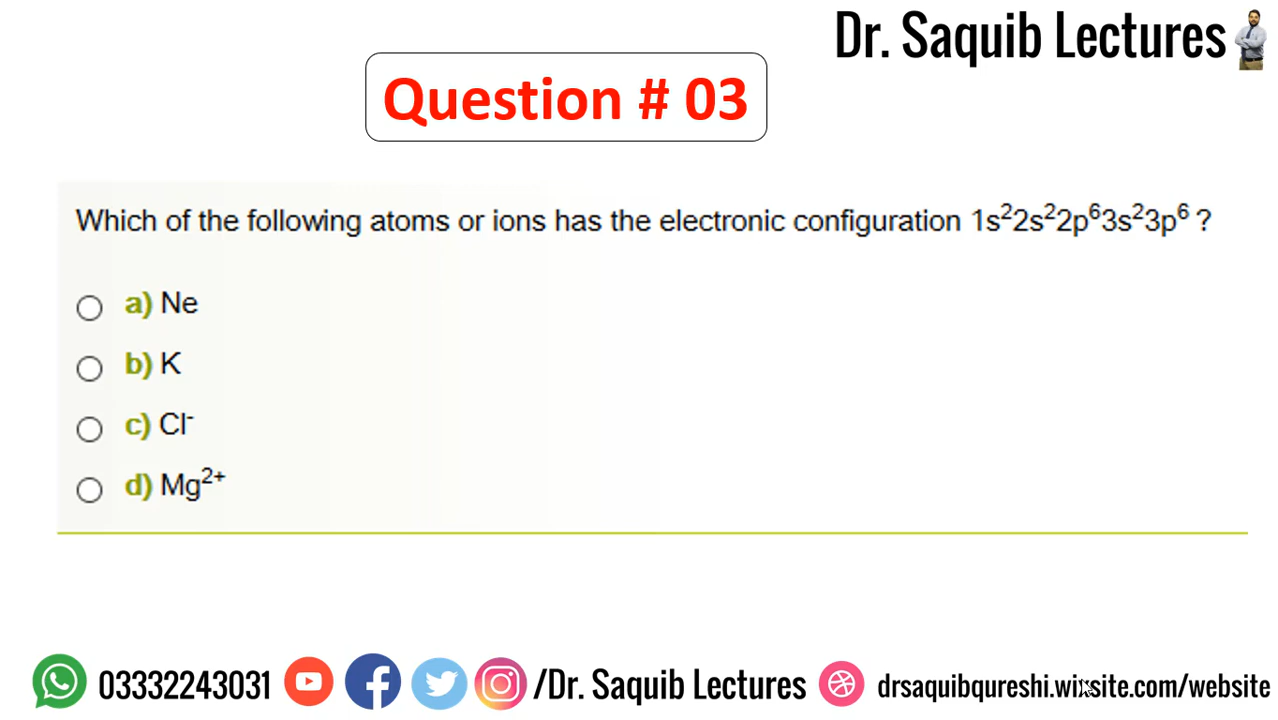 Dr. Saquib Lectures
Question # 03
Which of the following atoms or ions has the electronic configuration 1s²2s²2p⁶3s²3p⁶ ?
a) Ne
b) K
c) Cl⁻
d) Mg²⁺
03332243031 /Dr. Saquib Lectures drsaquibqureshi.wixsite.com/website